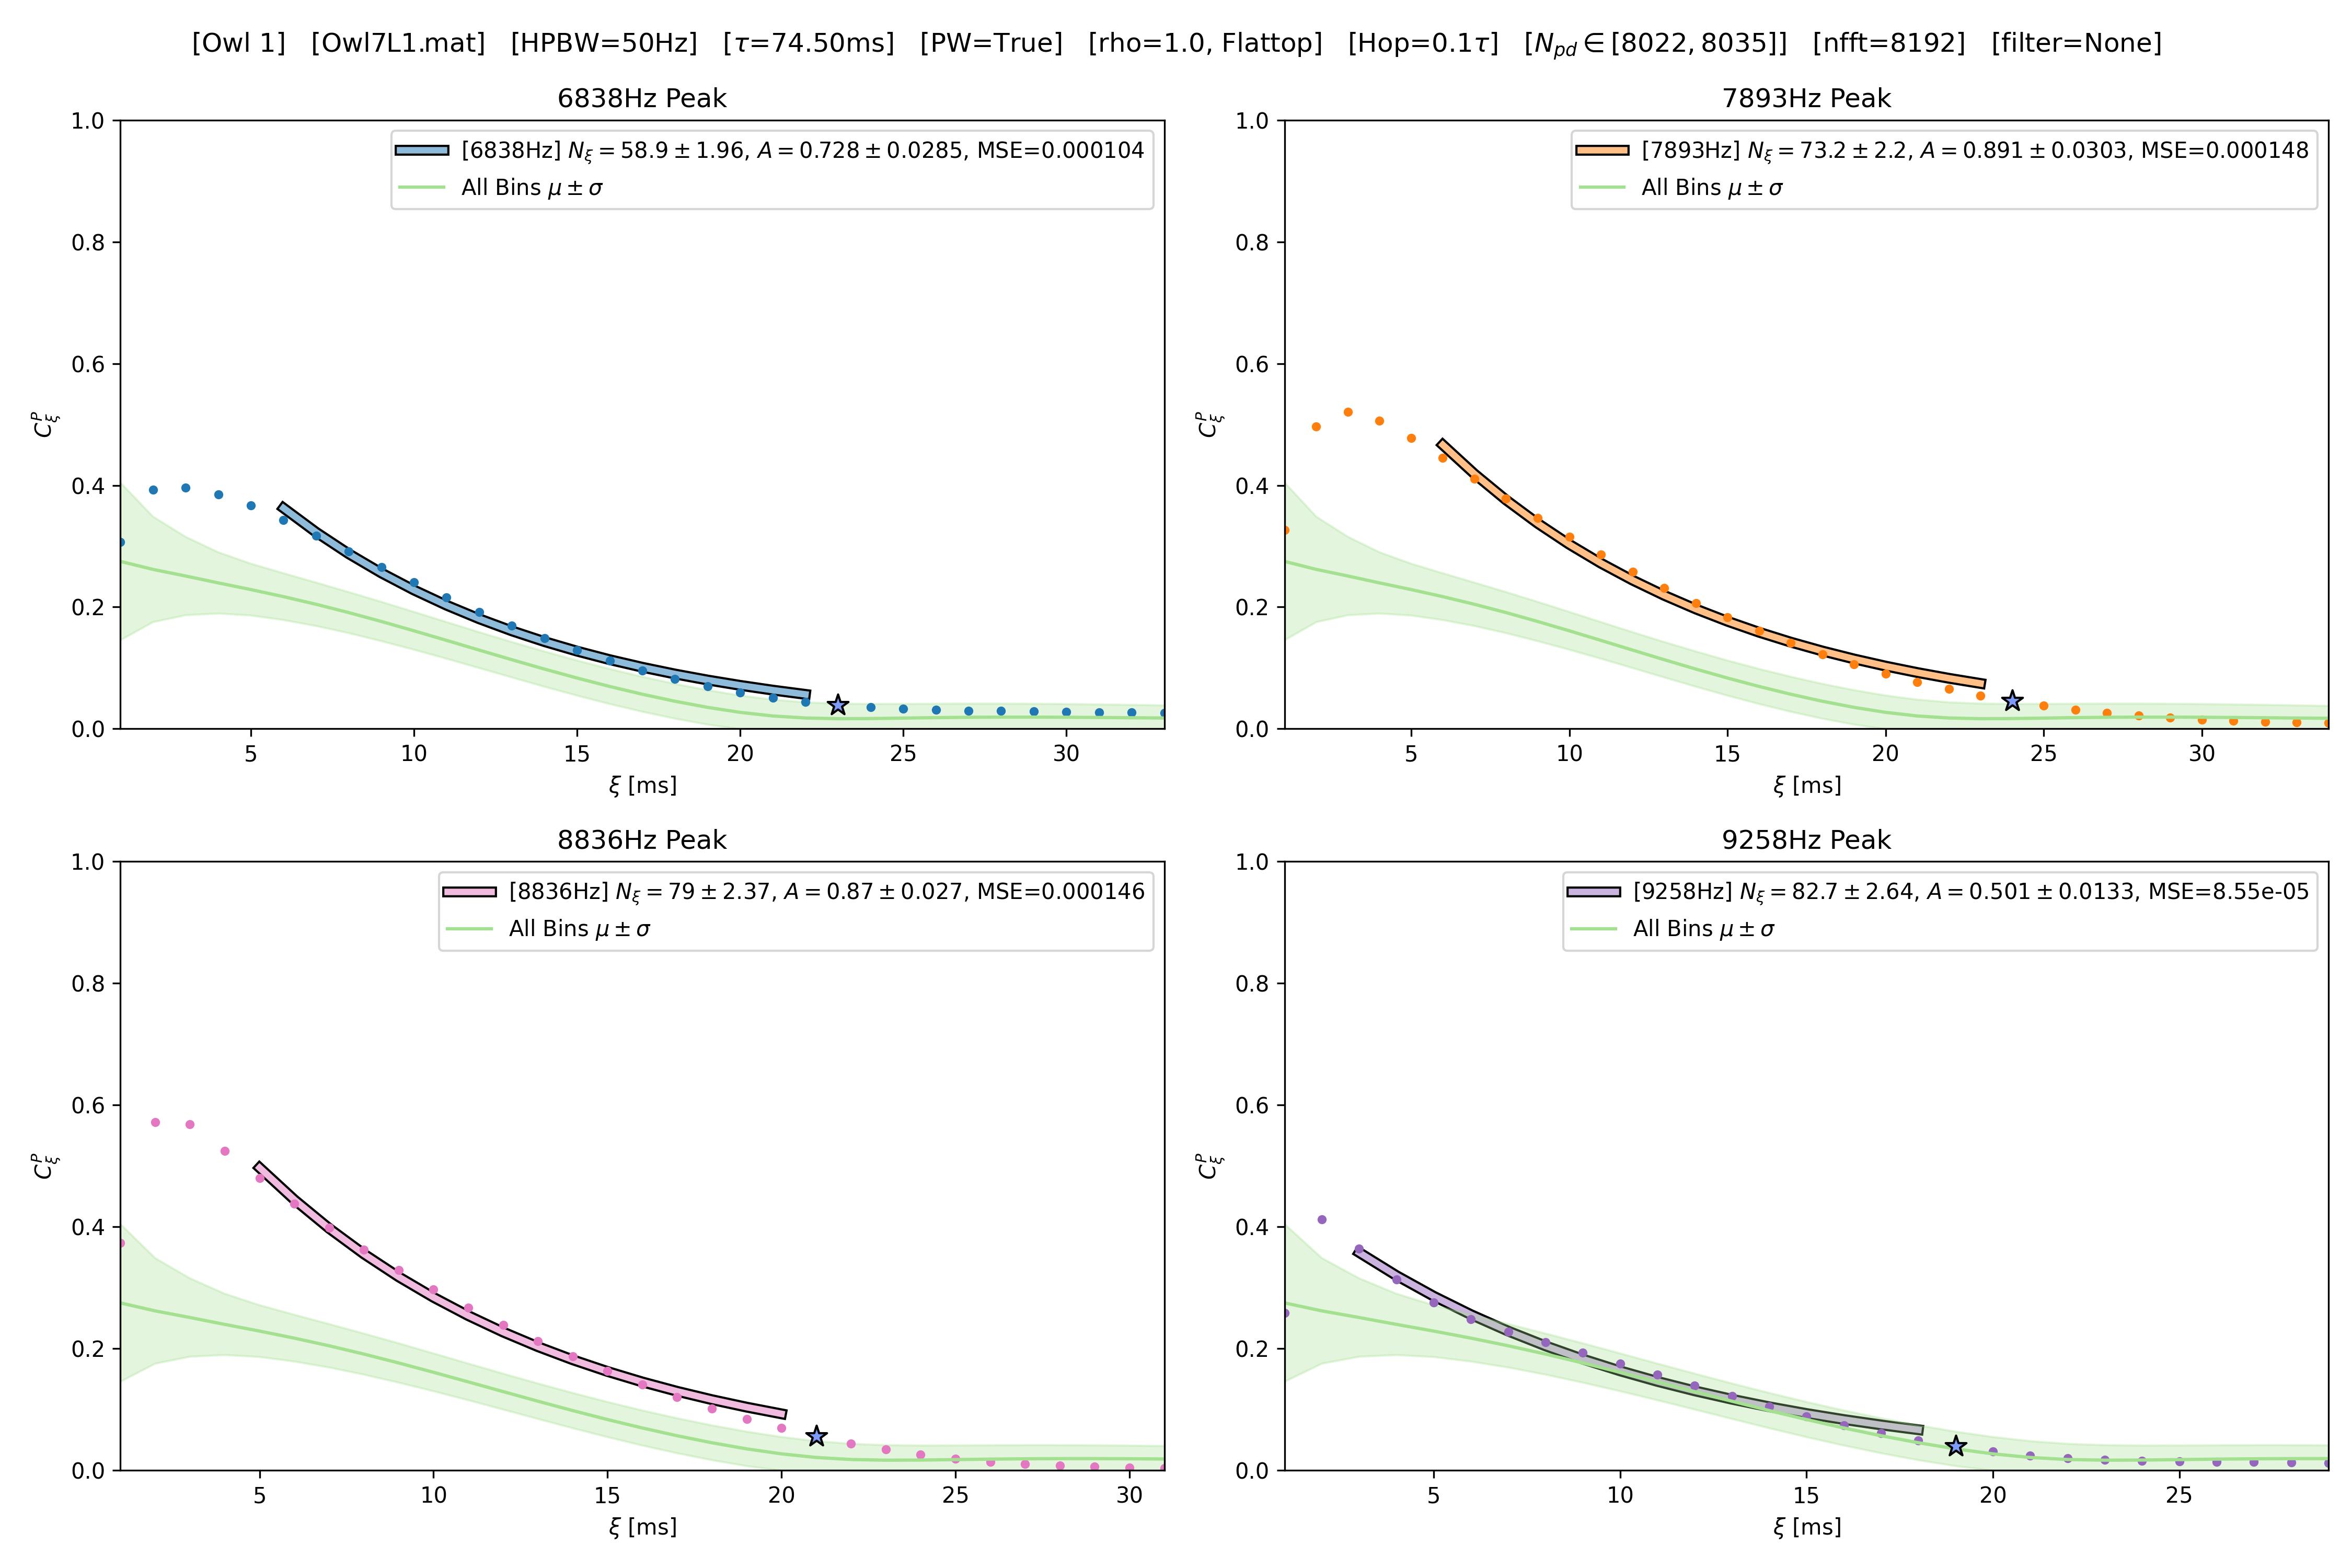 [Owl 1] [Owl7L1.mat] [HPBW=50Hz] [τ=74.50ms] [PW=True] [rho=1.0, Flattop] [Hop=0.1τ] [N_pd ∈ [8022, 8035]] [nfft=8192] [filter=None]
6838Hz Peak
1.0
0.8
0.6
0.4
0.2
0.0
C_ξ^P
[6838Hz] N_ξ = 58.9 ± 1.96, A = 0.728 ± 0.0285, MSE=0.000104
All Bins μ ± σ
5 10 15 20 25 30
ξ [ms]
7893Hz Peak
1.0
0.8
0.6
0.4
0.2
0.0
C_ξ^P
[7893Hz] N_ξ = 73.2 ± 2.2, A = 0.891 ± 0.0303, MSE=0.000148
All Bins μ ± σ
5 10 15 20 25 30
ξ [ms]
8836Hz Peak
1.0
0.8
0.6
0.4
0.2
0.0
C_ξ^P
[8836Hz] N_ξ = 79 ± 2.37, A = 0.87 ± 0.027, MSE=0.000146
All Bins μ ± σ
5 10 15 20 25 30
ξ [ms]
9258Hz Peak
1.0
0.8
0.6
0.4
0.2
0.0
C_ξ^P
[9258Hz] N_ξ = 82.7 ± 2.64, A = 0.501 ± 0.0133, MSE=8.55e-05
All Bins μ ± σ
5 10 15 20 25
ξ [ms]